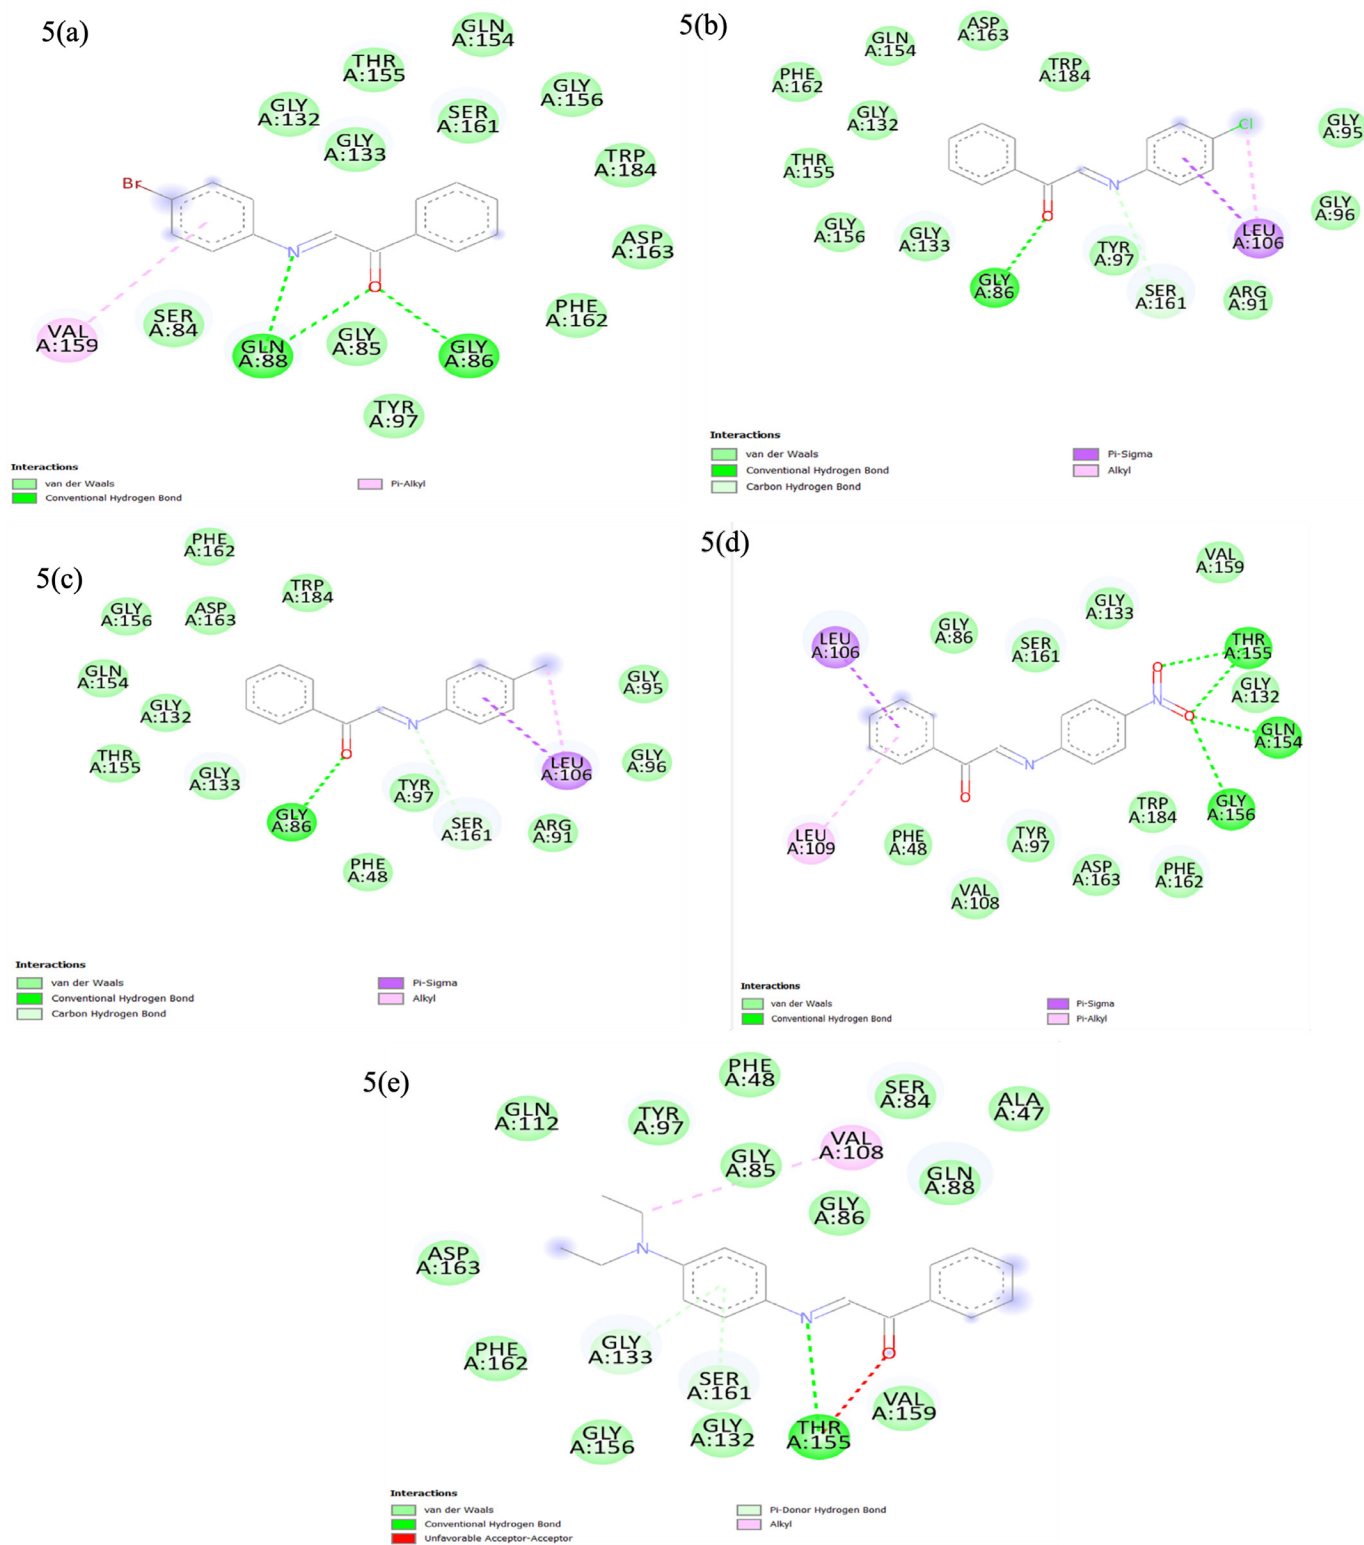 5(a)
GLN
A:154
THR
A:155
GLY
A:156
GLY
A:132
SER
A:161
GLY
A:133
TRP
A:184
Br
ASP
A:163
N
O
PHE
A:162
SER
A:84
VAL
A:159
GLN
A:88
GLY
A:85
GLY
A:86
TYR
A:97
Interactions
van der Waals
Conventional Hydrogen Bond
Pi-Alkyl
5(b)
ASP
A:163
GLN
A:154
TRP
A:184
PHE
A:162
GLY
A:132
Cl
GLY
A:95
THR
A:155
N
O
GLY
A:96
GLY
A:156
GLY
A:133
TYR
A:97
LEU
A:106
GLY
A:86
SER
A:161
ARG
A:91
Interactions
van der Waals
Conventional Hydrogen Bond
Carbon Hydrogen Bond
Pi-Sigma
Alkyl
5(c)
PHE
A:162
TRP
A:184
GLY
A:156
ASP
A:163
GLN
A:154
GLY
A:95
GLY
A:132
N
O
THR
A:155
GLY
A:133
GLY
A:96
LEU
A:106
TYR
A:97
GLY
A:86
SER
A:161
ARG
A:91
PHE
A:48
Interactions
van der Waals
Conventional Hydrogen Bond
Carbon Hydrogen Bond
Pi-Sigma
Alkyl
5(d)
VAL
A:159
GLY
A:133
LEU
A:106
GLY
A:86
SER
A:161
THR
A:155
O
GLY
A:132
N
O
GLN
A:154
N
O
GLY
A:156
TRP
A:184
LEU
A:109
PHE
A:48
TYR
A:97
ASP
A:163
PHE
A:162
VAL
A:108
Interactions
van der Waals
Conventional Hydrogen Bond
Pi-Sigma
Pi-Alkyl
5(e)
PHE
A:48
SER
A:84
ALA
A:47
GLN
A:112
TYR
A:97
VAL
A:108
GLY
A:85
GLN
A:88
GLY
A:86
N
ASP
A:163
N
O
GLY
A:133
PHE
A:162
SER
A:161
VAL
A:159
GLY
A:156
GLY
A:132
THR
A:155
Interactions
van der Waals
Conventional Hydrogen Bond
Unfavorable Acceptor-Acceptor
Pi-Donor Hydrogen Bond
Alkyl